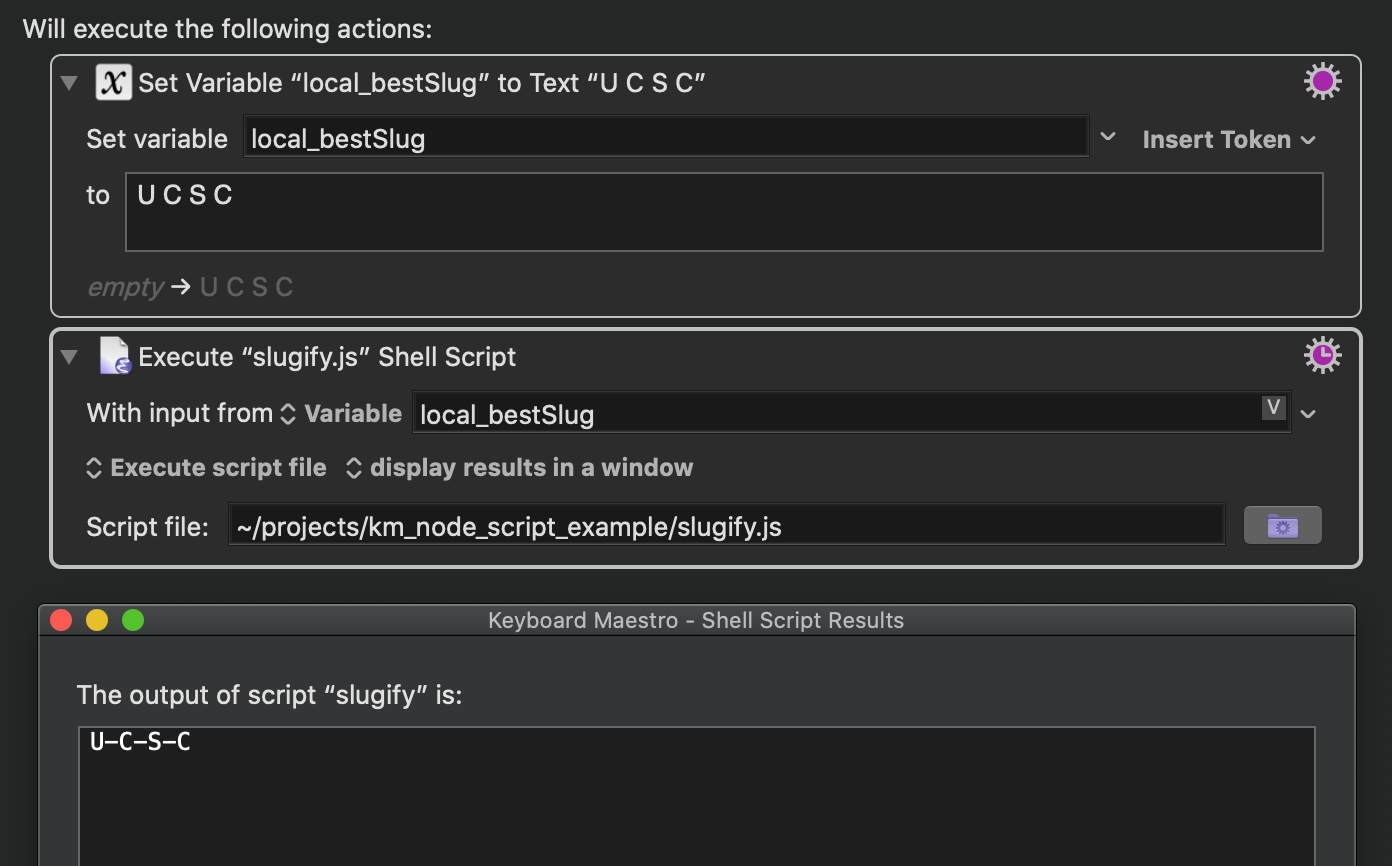 Will execute the following actions:
Set Variable “local_bestSlug” to Text “U C S C”
Set variable local_bestSlug Insert Token
to U C S C
empty → U C S C
Execute “slugify.js” Shell Script
With input from Variable local_bestSlug V
Execute script file display results in a window
Script file: ~/projects/km_node_script_example/slugify.js
Keyboard Maestro - Shell Script Results
The output of script “slugify” is:
U-C-S-C